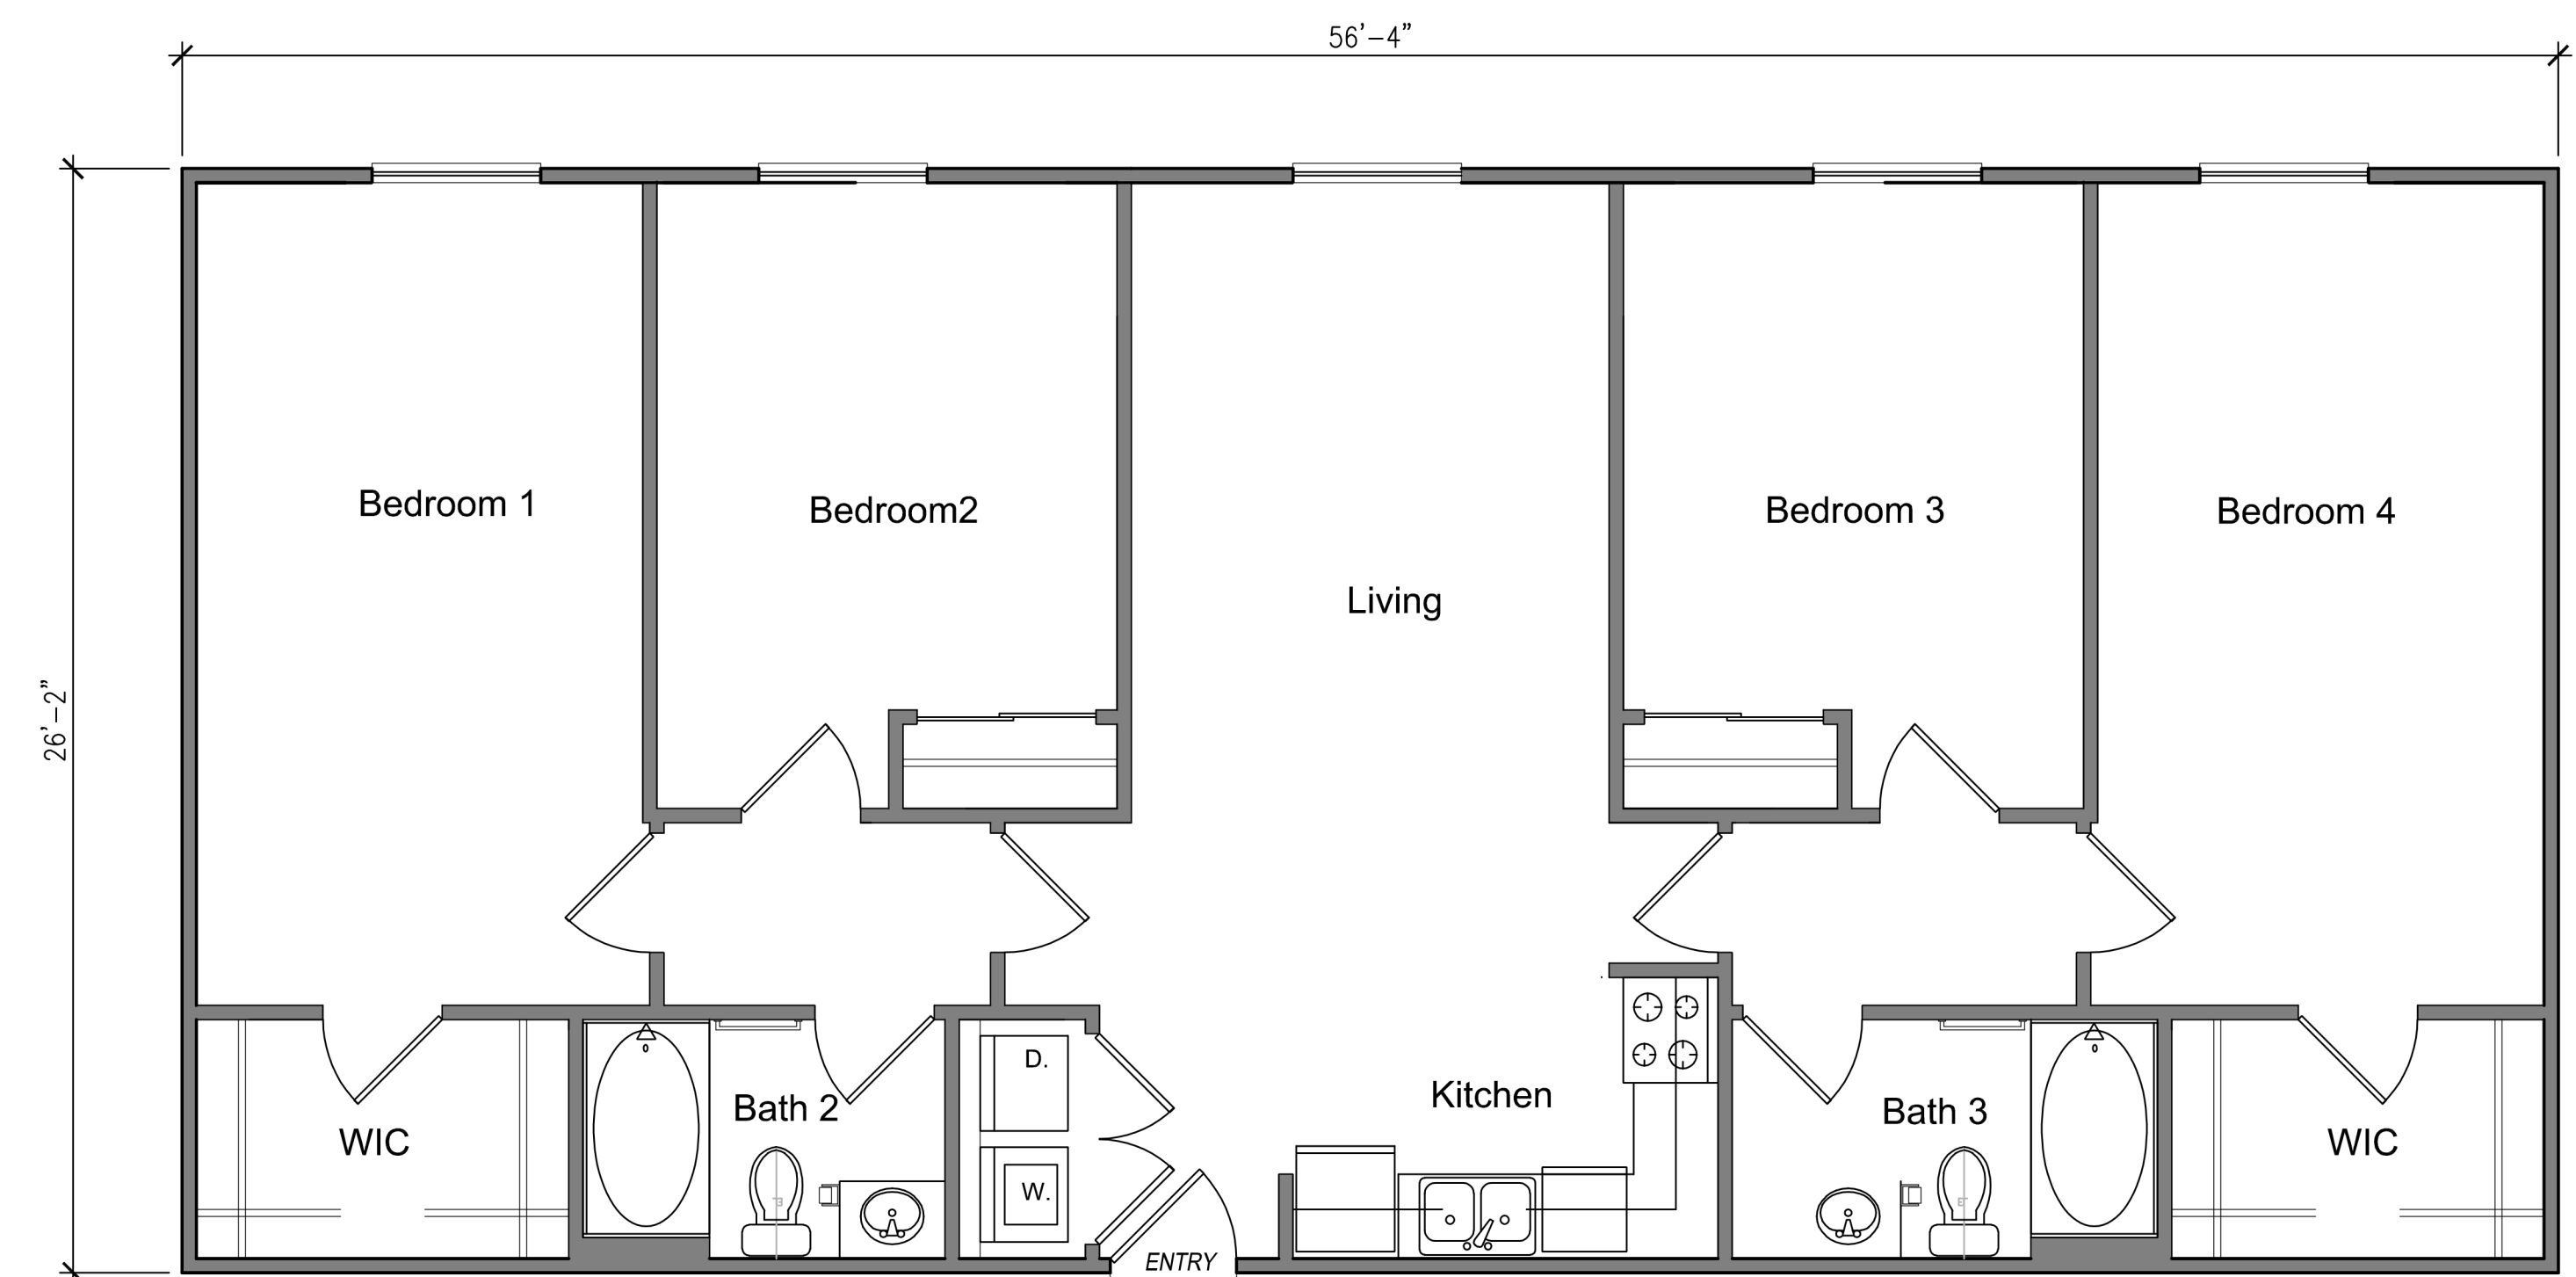 56'-4"
26'-2"
Bedroom 1
Bedroom2
Bedroom 3
Bedroom 4
Living
D.
Kitchen
Bath 2
Bath 3
WIC
WIC
W.
ENTRY